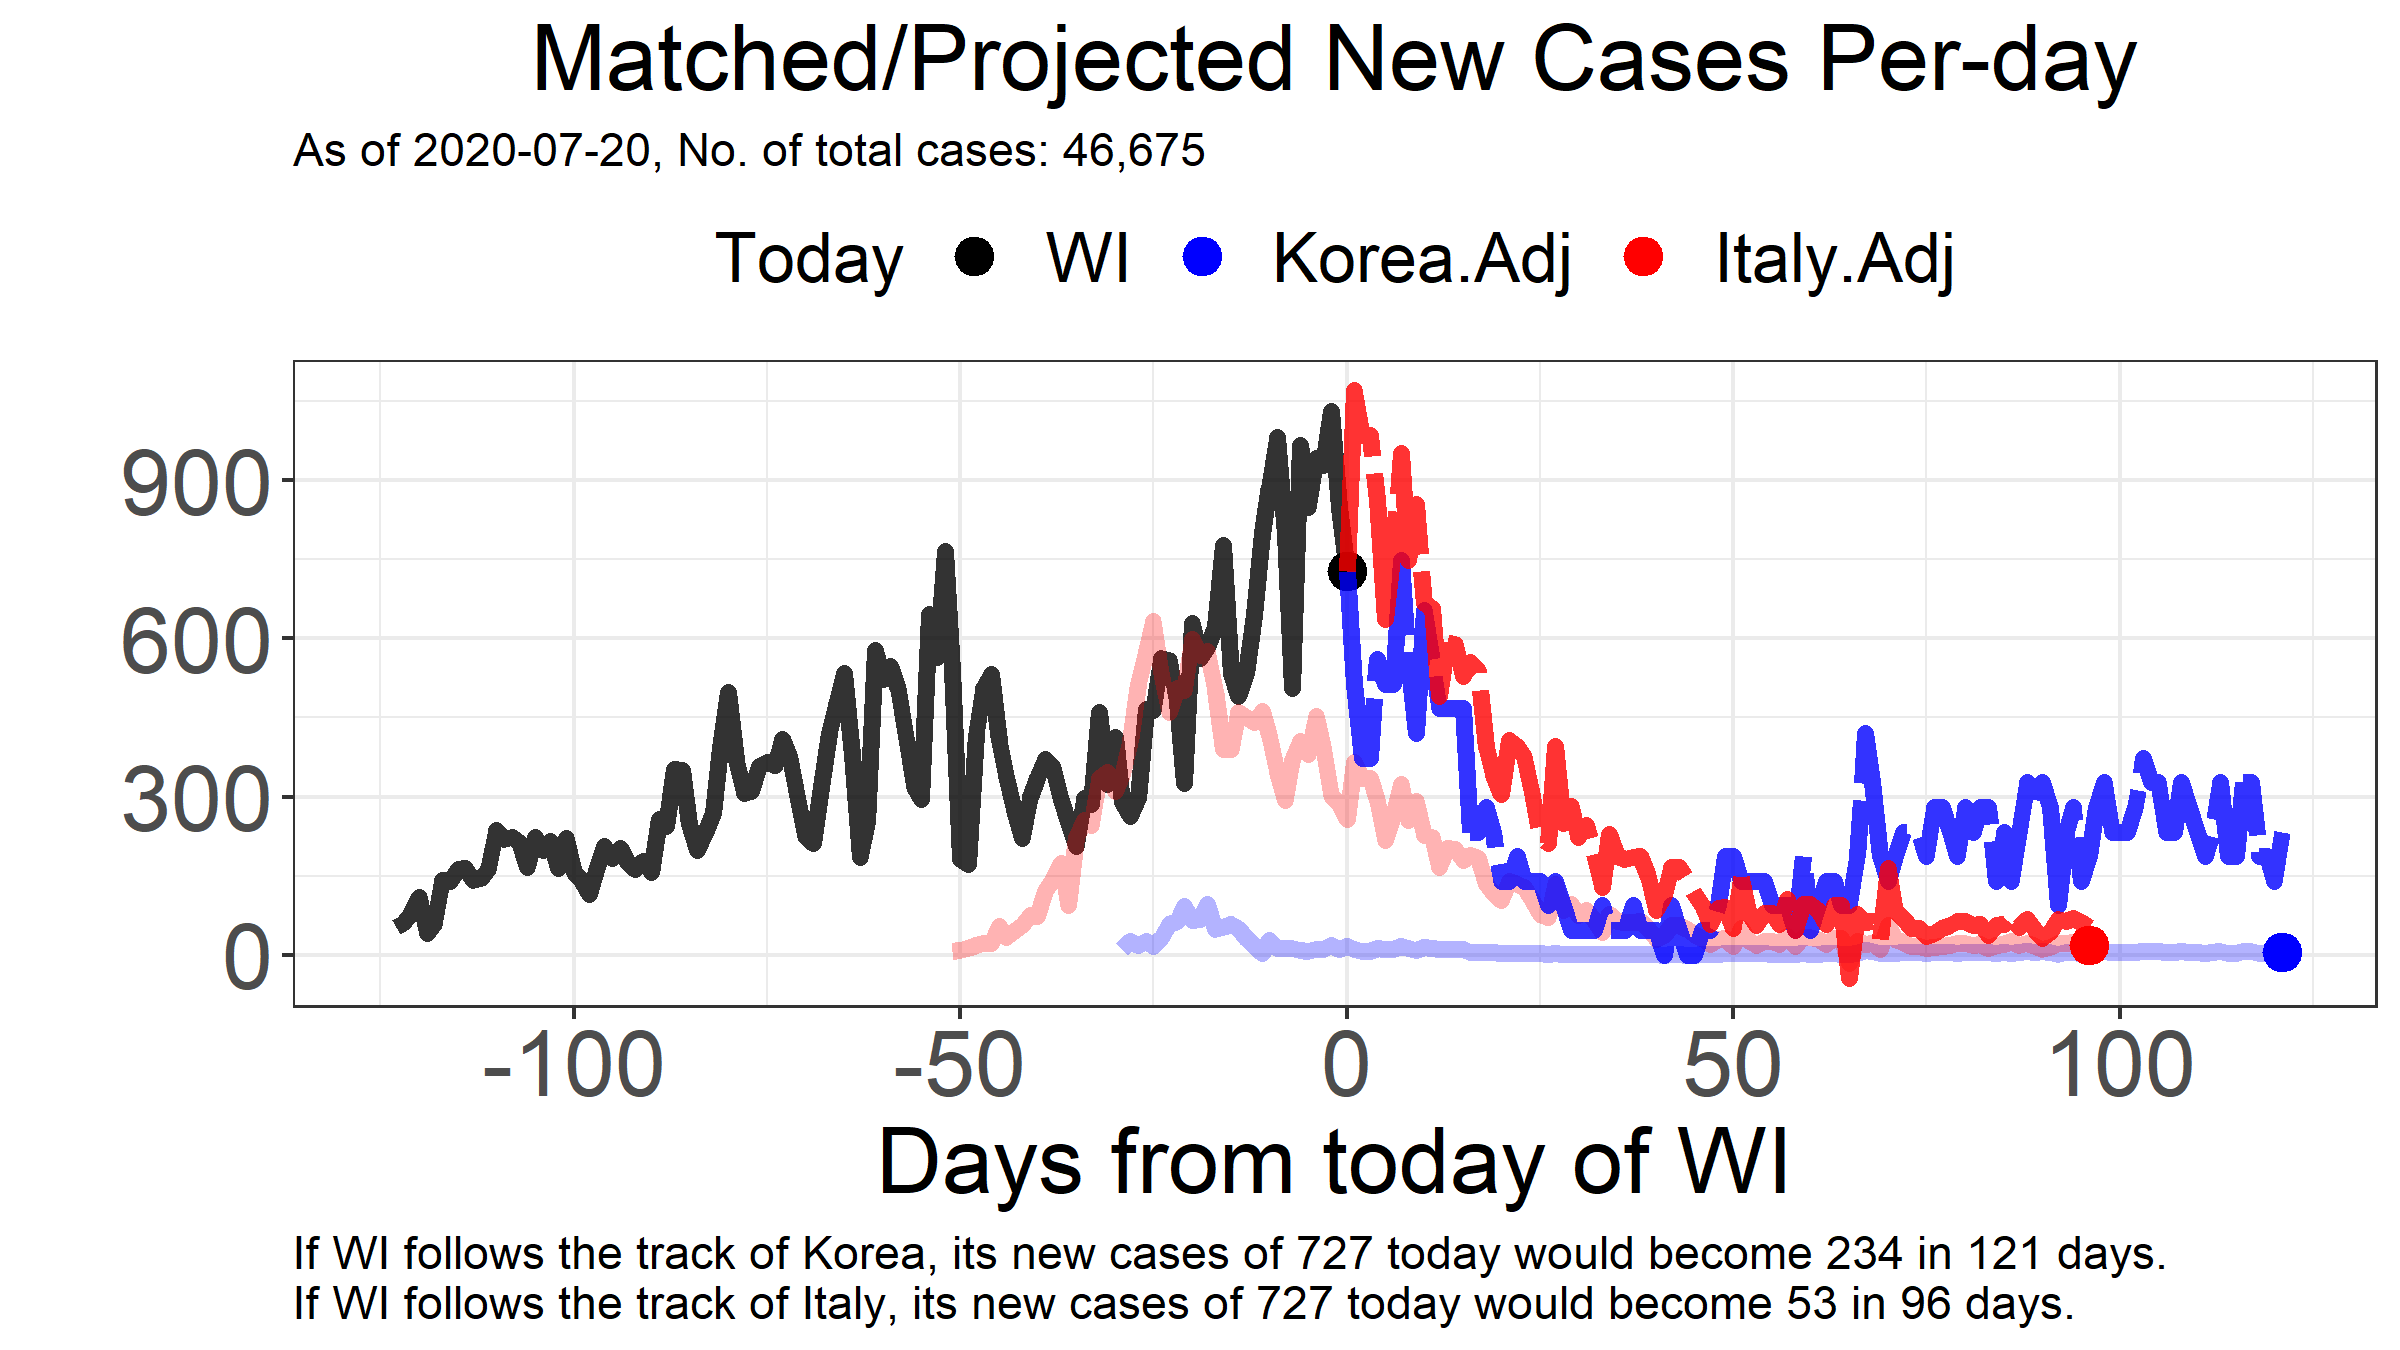 Matched/Projected New Cases Per-day
As of 2020-07-20, No. of total cases: 46,675
Today WI Korea.Adj Italy.Adj
900
600
300
0
-100 -50 0 50 100
Days from today of WI
If WI follows the track of Korea, its new cases of 727 today would become 234 in 121 days.
If WI follows the track of Italy, its new cases of 727 today would become 53 in 96 days.